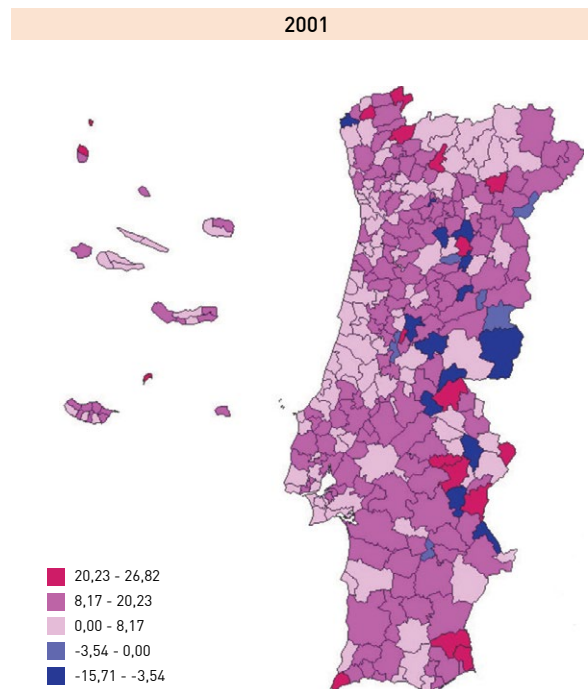 2001
20,23 - 26,82
8,17 - 20,23
0,00 - 8,17
-3,54 - 0,00
-15,71 - -3,54